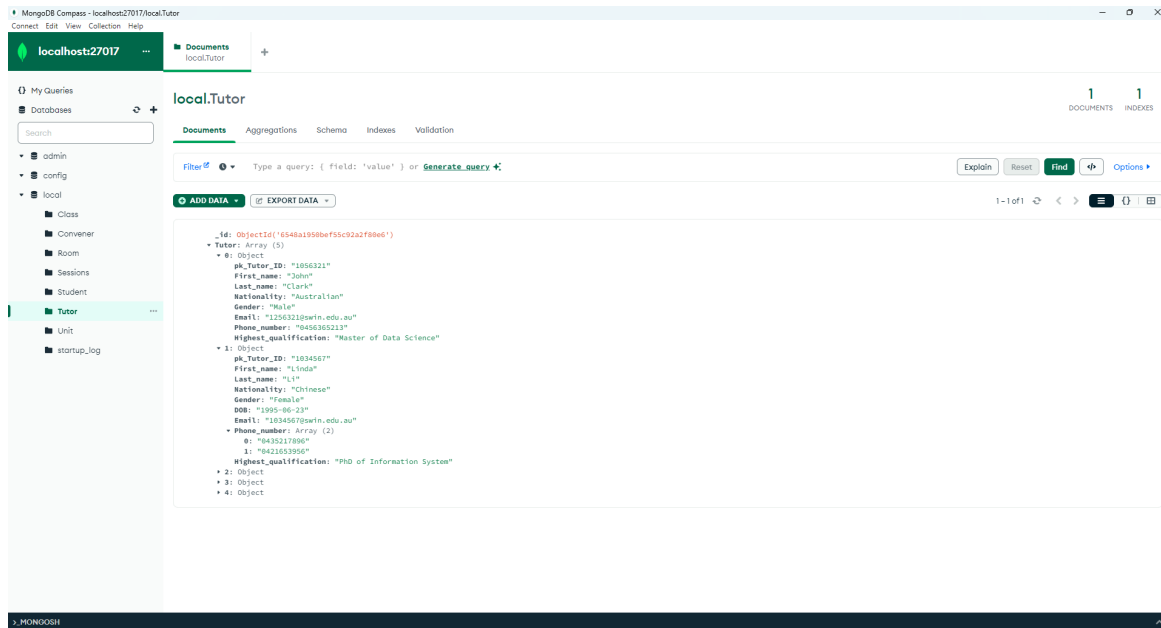 MongoDB Compass - localhost:27017/local.Tutor
Connect Edit View Collection Help
localhost:27017 ...
Documents
local.Tutor
+
{} My Queries
Databases
Search
admin
config
local
Class
Convener
Room
Sessions
Student
Tutor ...
Unit
startup_log
local.Tutor
1 DOCUMENTS
1 INDEXES
Documents Aggregations Schema Indexes Validation
Filter Type a query: { field: 'value' } or Generate query
Explain Reset Find </> Options
ADD DATA EXPORT DATA
1 - 1 of 1 {}
_id: ObjectId('6548a1950bef55c92a2f88e6')
Tutor: Array (5)
0: Object
pk_Tutor_ID: "1056321"
First_name: "John"
Last_name: "Clark"
Nationality: "Australian"
Gender: "Male"
Email: "1256321@swin.edu.au"
Phone_number: "0456365213"
Highest_qualification: "Master of Data Science"
1: Object
pk_Tutor_ID: "1034567"
First_name: "Linda"
Last_name: "Li"
Nationality: "Chinese"
Gender: "Female"
DOB: "1995-06-23"
Email: "1034567@swin.edu.au"
Phone_number: Array (2)
0: "0435217896"
1: "0421653956"
Highest_qualification: "PhD of Information System"
2: Object
3: Object
4: Object
>_MONGOSH